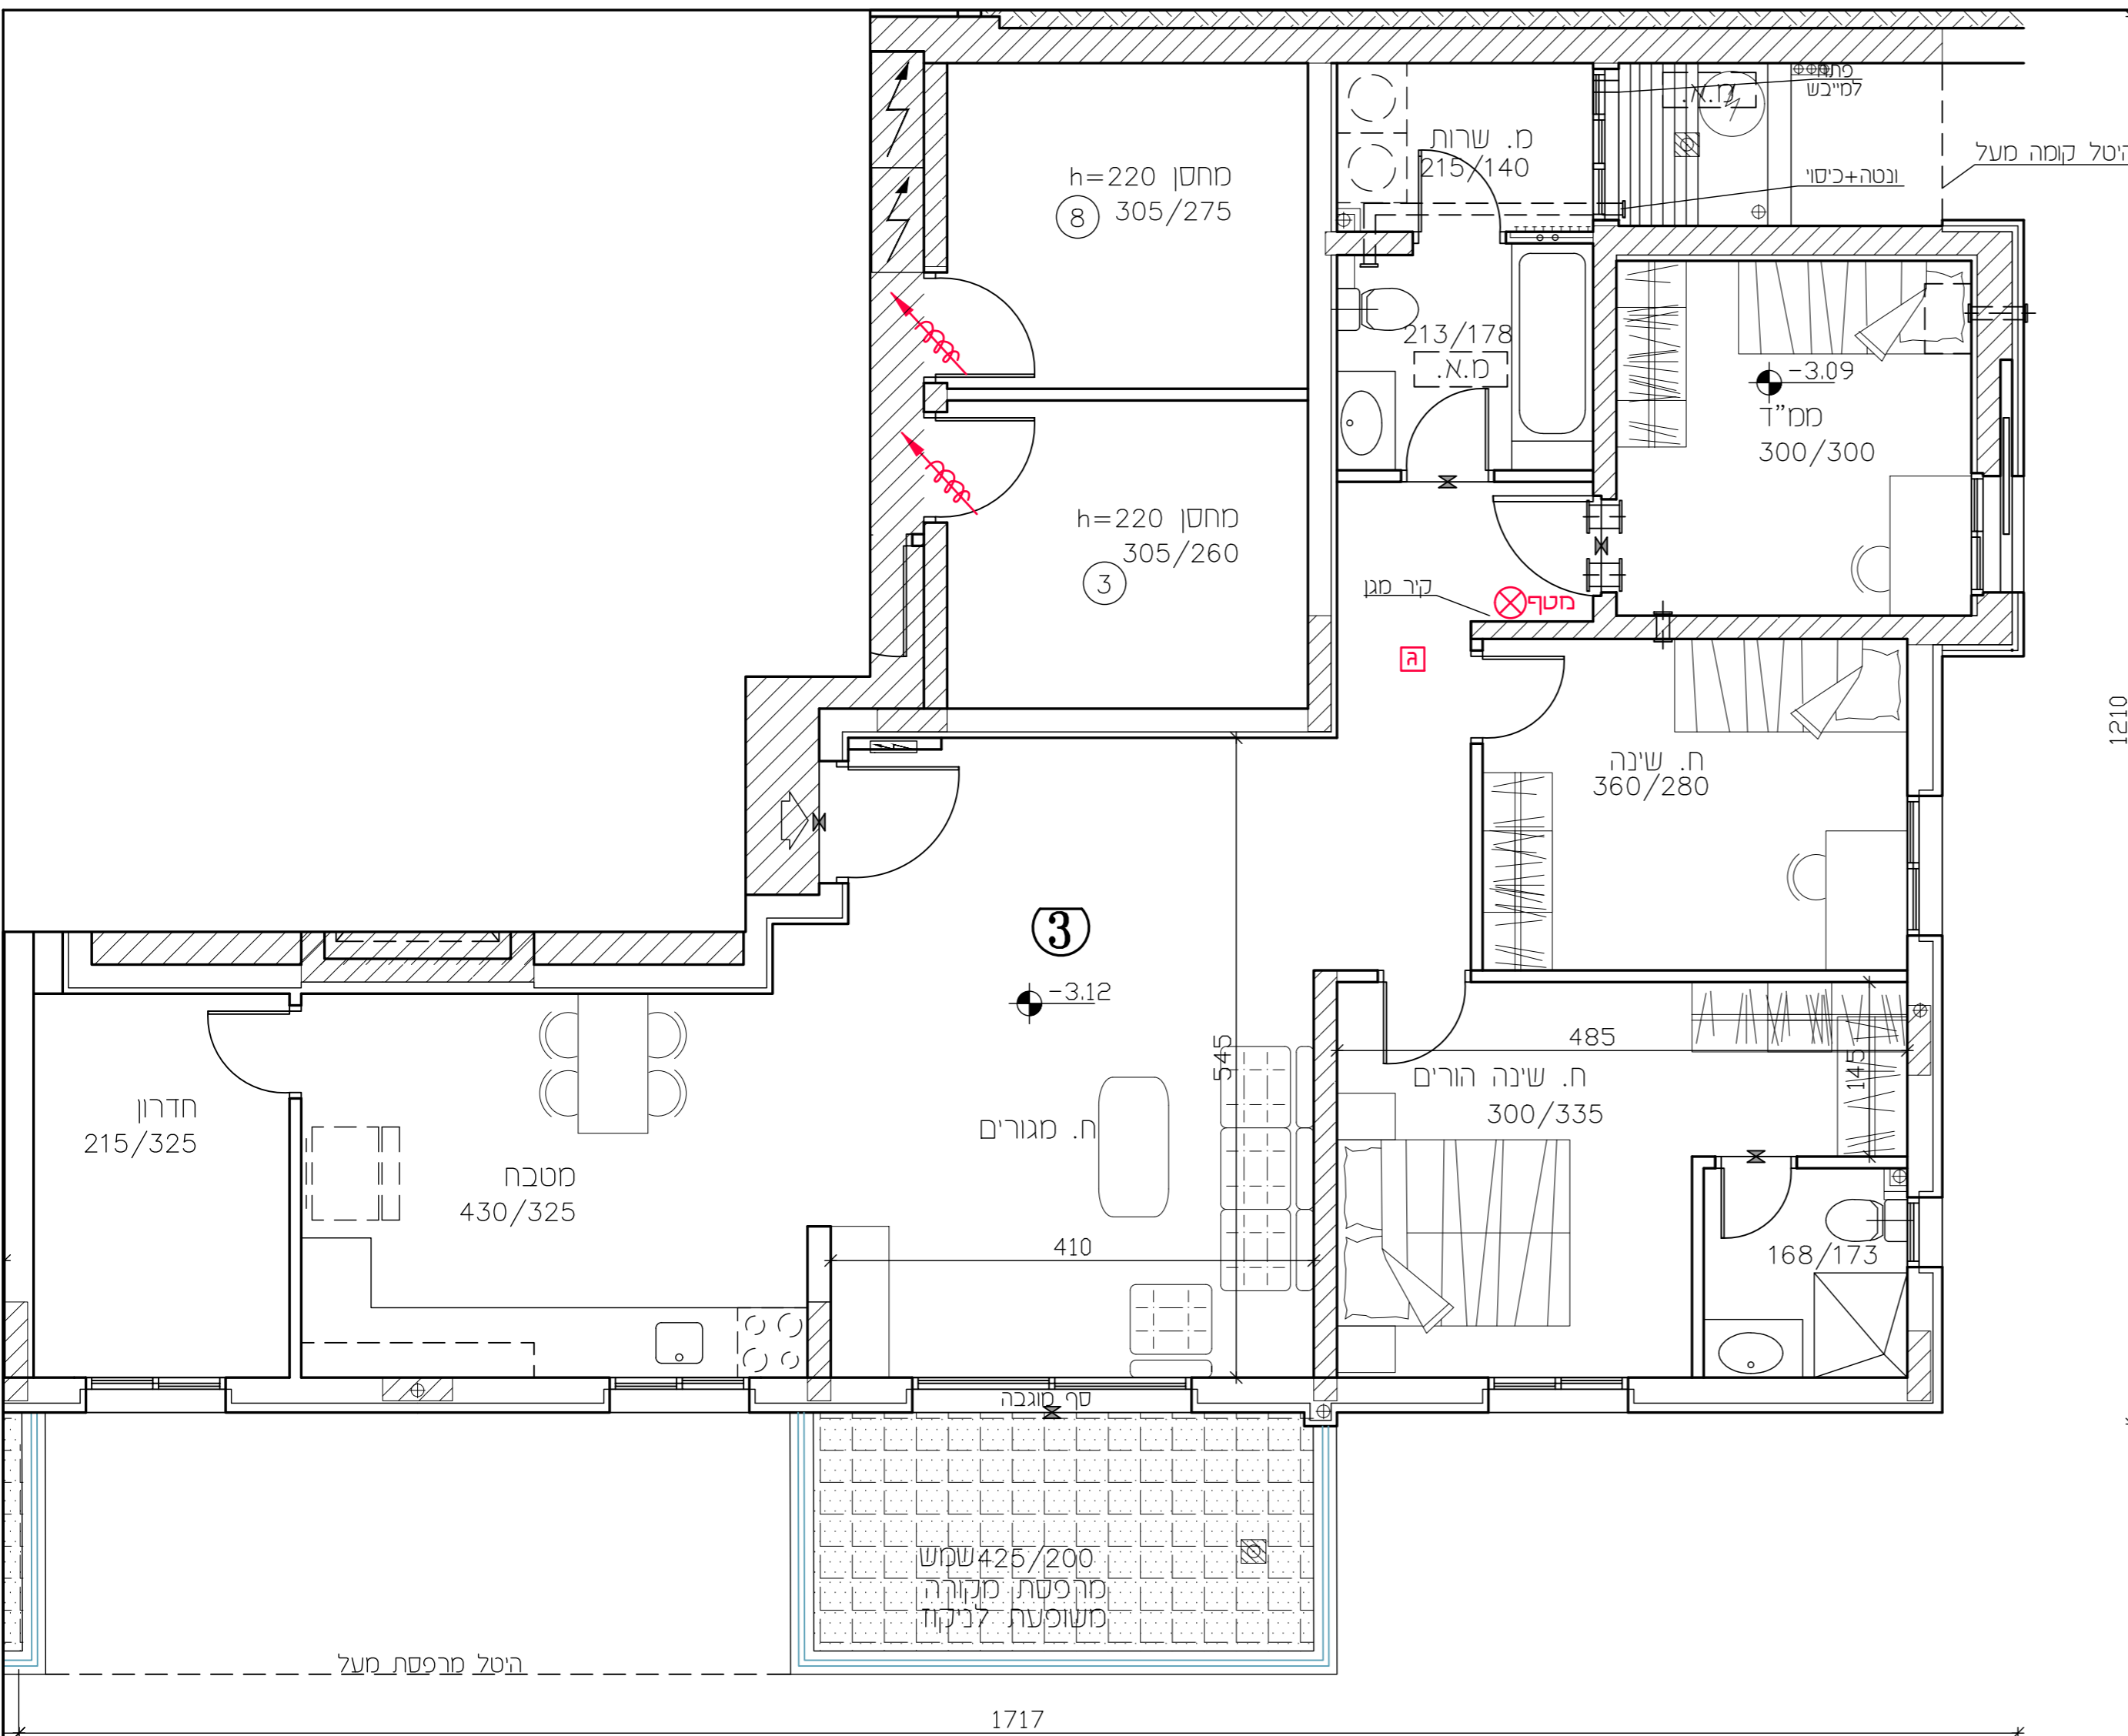 פתח
למייבש
מ.א.
היטל קומה מעל
ונטה+כיסוי
מ. שרות
215/140
מחסן h=220
305/275
8
213/178
מ.א.
-3.09
ממ"ד
300/300
מחסן h=220
305/260
3
קיר מגן
מטף
ג
1210
ח. שינה
360/280
3
-3.12
545
485
145
ח. שינה הורים
300/335
חדרון
215/325
מטבח
430/325
ח. מגורים
410
168/173
סף מוגבה
שמש425/200
מרפסת מקורה
משופעת לניקוז
היטל מרפסת מעל
1717